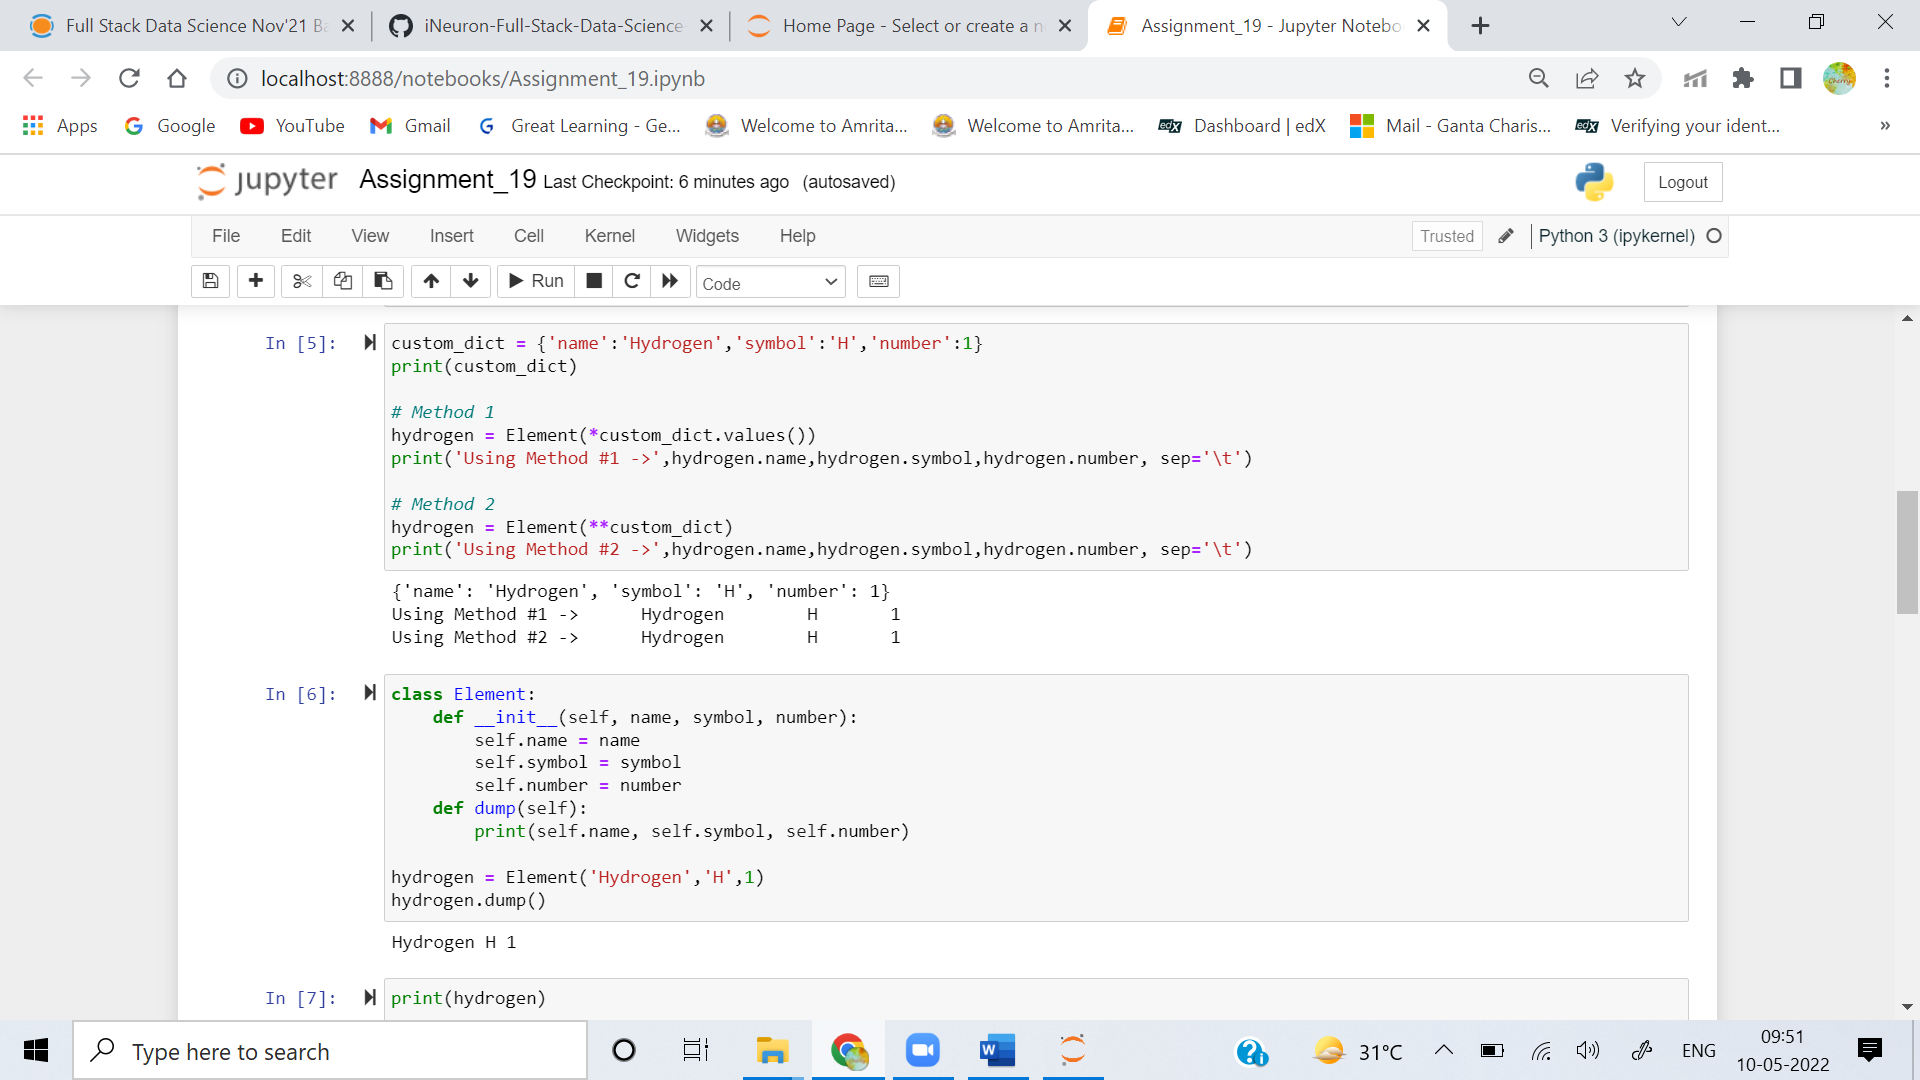 Full Stack Data Science Nov'21 Ba
iNeuron-Full-Stack-Data-Science
Home Page - Select or create a n
Assignment_19 - Jupyter Notebo
localhost:8888/notebooks/Assignment_19.ipynb
Apps Google YouTube Gmail Great Learning - Ge... Welcome to Amrita... Welcome to Amrita... edX Dashboard | edX Mail - Ganta Charis... edX Verifying your ident... »
jupyter Assignment_19 Last Checkpoint: 6 minutes ago (autosaved) Logout
File Edit View Insert Cell Kernel Widgets Help Trusted Python 3 (ipykernel)
Run Code
In [5]:
custom_dict = {'name':'Hydrogen','symbol':'H','number':1}
print(custom_dict)
# Method 1
hydrogen = Element(*custom_dict.values())
print('Using Method #1 ->',hydrogen.name,hydrogen.symbol,hydrogen.number, sep='\t')
# Method 2
hydrogen = Element(**custom_dict)
print('Using Method #2 ->',hydrogen.name,hydrogen.symbol,hydrogen.number, sep='\t')
{'name': 'Hydrogen', 'symbol': 'H', 'number': 1}
Using Method #1 -> Hydrogen H 1
Using Method #2 -> Hydrogen H 1
In [6]:
class Element:
    def __init__(self, name, symbol, number):
        self.name = name
        self.symbol = symbol
        self.number = number
    def dump(self):
        print(self.name, self.symbol, self.number)
hydrogen = Element('Hydrogen','H',1)
hydrogen.dump()
Hydrogen H 1
In [7]:
print(hydrogen)
Type here to search
31°C
ENG
09:51
10-05-2022